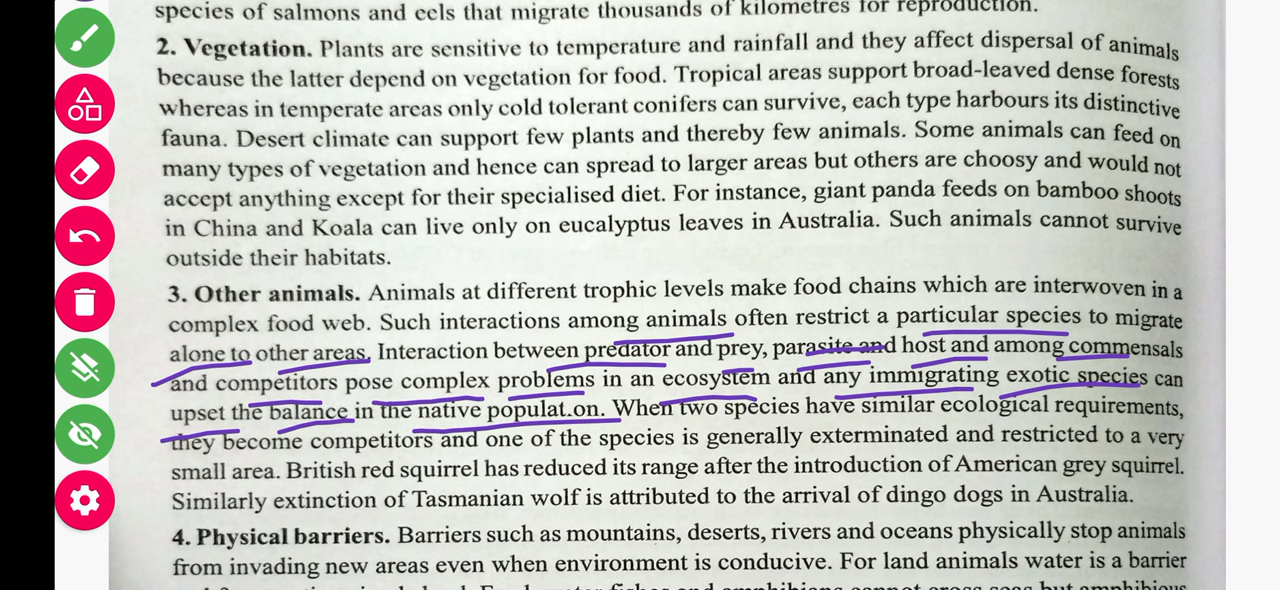 species of salmons and eels that migrate thousands of kilometres for reproduction.
2. Vegetation. Plants are sensitive to temperature and rainfall and they affect dispersal of animals
because the latter depend on vegetation for food. Tropical areas support broad-leaved dense forests
whereas in temperate areas only cold tolerant conifers can survive, each type harbours its distinctive
fauna. Desert climate can support few plants and thereby few animals. Some animals can feed on
many types of vegetation and hence can spread to larger areas but others are choosy and would not
accept anything except for their specialised diet. For instance, giant panda feeds on bamboo shoots
in China and Koala can live only on eucalyptus leaves in Australia. Such animals cannot survive
outside their habitats.
3. Other animals. Animals at different trophic levels make food chains which are interwoven in a
complex food web. Such interactions among animals often restrict a particular species to migrate
alone to other areas. Interaction between predator and prey, parasite and host and among commensals
and competitors pose complex problems in an ecosystem and any immigrating exotic species can
upset the balance in the native populat.on. When two species have similar ecological requirements,
they become competitors and one of the species is generally exterminated and restricted to a very
small area. British red squirrel has reduced its range after the introduction of American grey squirrel.
Similarly extinction of Tasmanian wolf is attributed to the arrival of dingo dogs in Australia.
4. Physical barriers. Barriers such as mountains, deserts, rivers and oceans physically stop animals
from invading new areas even when environment is conducive. For land animals water is a barrier
and amphibians cannot cross seas but amphibious